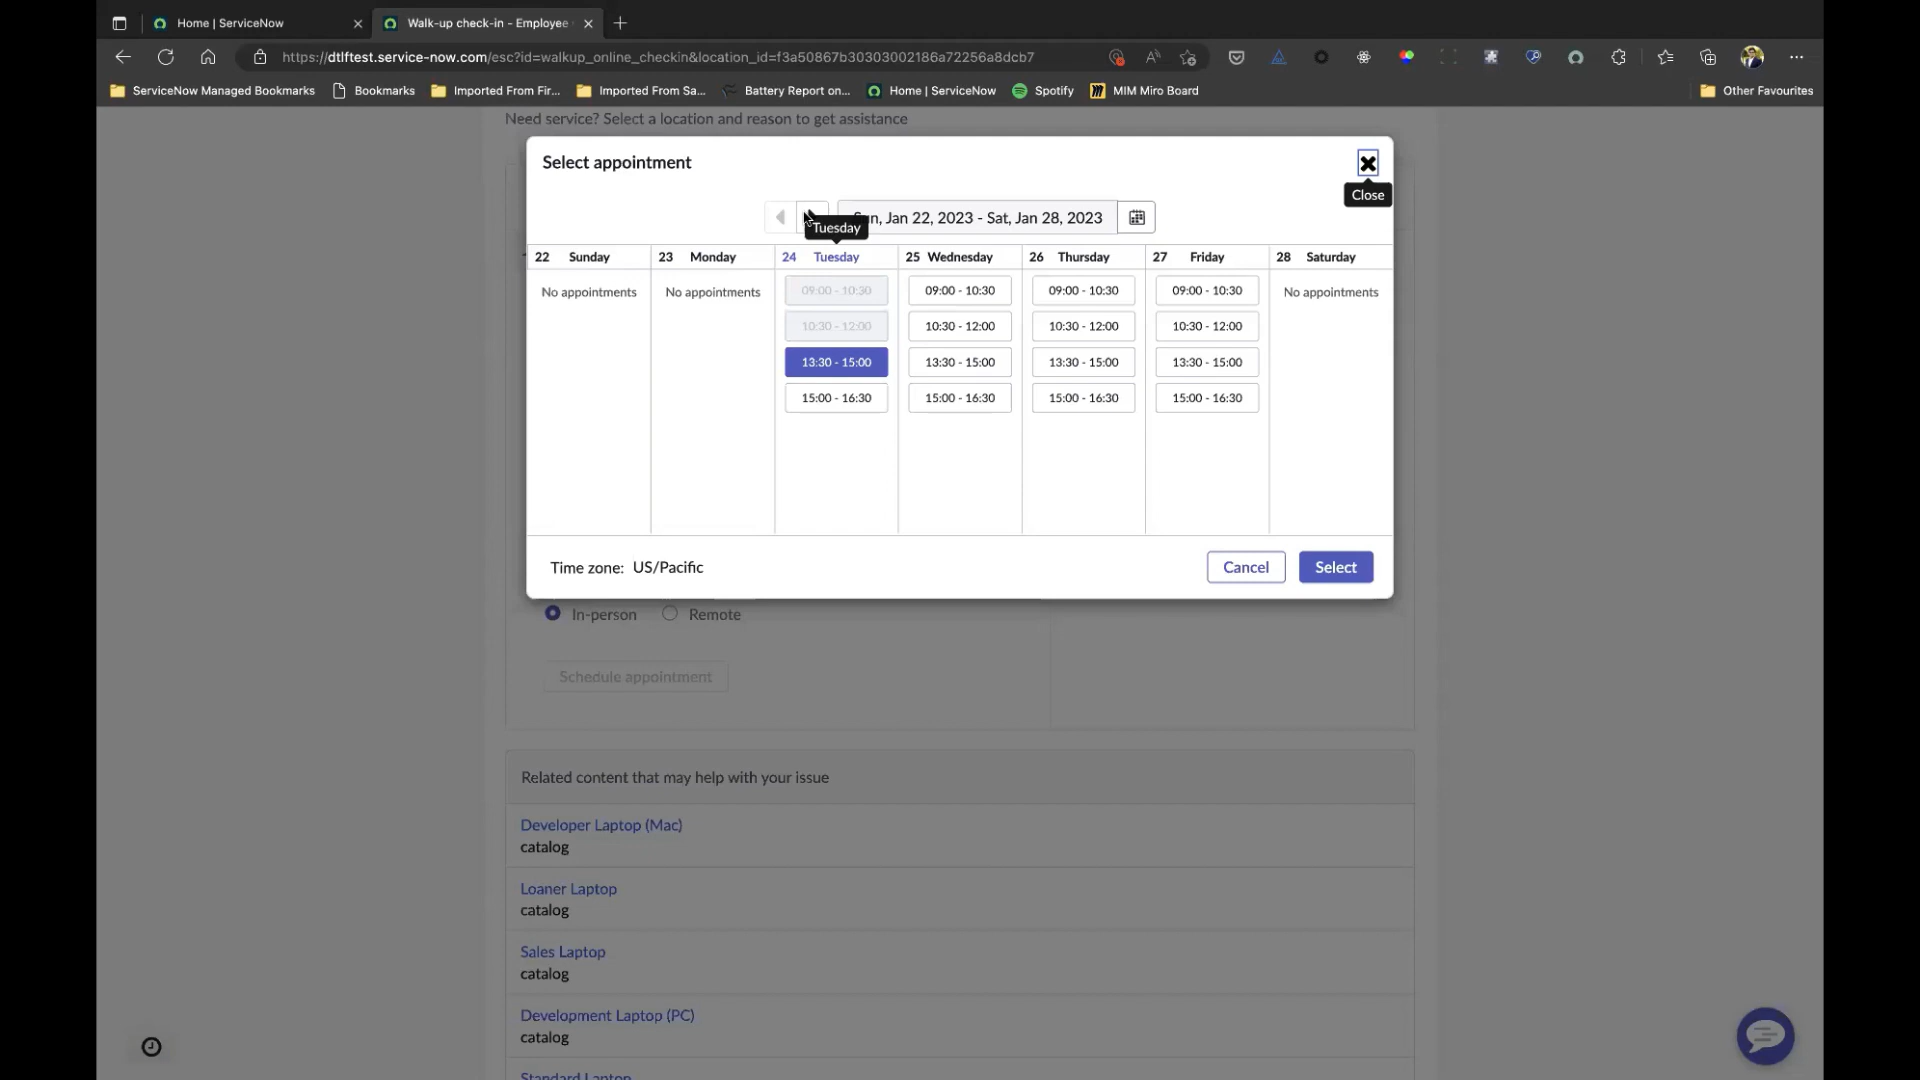 Home | ServiceNow
Walk-up check-in - Employee
https://dtlftest.service-now.com/esc?id=walkup_online_checkin&location_id=f3a50867b30303002186a72256a8dcb7
ServiceNow Managed Bookmarks Bookmarks Imported From Fir... Imported From Sa... Battery Report on... Home | ServiceNow Spotify MIM Miro Board Other Favourites
Need service? Select a location and reason to get assistance
Select appointment
Close
Sun, Jan 22, 2023 - Sat, Jan 28, 2023
Tuesday
22 Sunday 23 Monday 24 Tuesday 25 Wednesday 26 Thursday 27 Friday 28 Saturday
No appointments No appointments 09:00 - 10:30 09:00 - 10:30 09:00 - 10:30 09:00 - 10:30 No appointments
10:30 - 12:00 10:30 - 12:00 10:30 - 12:00 10:30 - 12:00
13:30 - 15:00 13:30 - 15:00 13:30 - 15:00 13:30 - 15:00
15:00 - 16:30 15:00 - 16:30 15:00 - 16:30 15:00 - 16:30
Time zone: US/Pacific
Cancel Select
In-person Remote
Schedule appointment
Related content that may help with your issue
Developer Laptop (Mac)
catalog
Loaner Laptop
catalog
Sales Laptop
catalog
Development Laptop (PC)
catalog
Standard Laptop